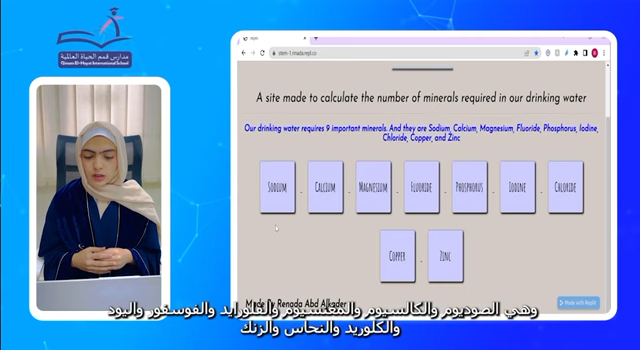 مدارس قمم الحياة العالمية
Qimam El-Hayat International School
stem-1.rinada.repl.co
A site made to calculate the number of minerals required in our drinking water
Our drinking water requires 9 important minerals. And they are Sodium, Calcium, Magnesium, Fluoride, Phosphorus, Iodine,
Chloride, Copper, and Zinc
Sodium
Calcium
Magnesium
Fluoride
Phosphorus
Iodine
Chloride
Copper
Zinc
Made By Renada Abd Alkader
Made with Replit
وهي الصوديوم والكالسيوم والمغنسيوم والفلورايد والفوسفور واليود
والكلوريد والنحاس والزنك